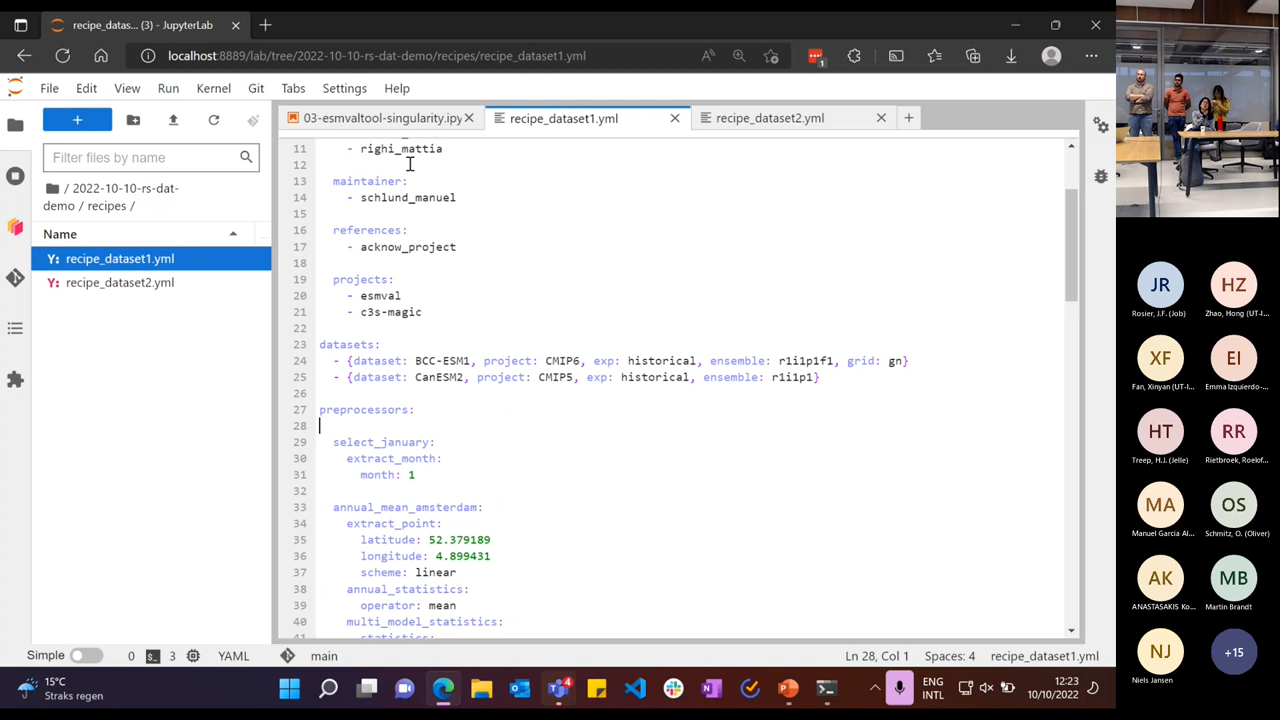 recipe_datas... (3) - JupyterLab
localhost:8889/lab/tree/2022-10-10-rs-dat-demo/recipes/recipe_dataset1.yml
1
File Edit View Run Kernel Git Tabs Settings Help
Filter files by name
/ 2022-10-10-rs-dat-
demo / recipes /
Name
Y: recipe_dataset1.yml
Y: recipe_dataset2.yml
03-esmvaltool-singularity.ipy
recipe_dataset1.yml
recipe_dataset2.yml
11 - righi_mattia
12
13 maintainer:
14 - schlund_manuel
15
16 references:
17 - acknow_project
18
19 projects:
20 - esmval
21 - c3s-magic
22
23 datasets:
24 - {dataset: BCC-ESM1, project: CMIP6, exp: historical, ensemble: r1i1p1f1, grid: gn}
25 - {dataset: CanESM2, project: CMIP5, exp: historical, ensemble: r1i1p1}
26
27 preprocessors:
28
29 select_january:
30 extract_month:
31 month: 1
32
33 annual_mean_amsterdam:
34 extract_point:
35 latitude: 52.379189
36 longitude: 4.899431
37 scheme: linear
38 annual_statistics:
39 operator: mean
40 multi_model_statistics:
41 statistics:
Simple 0 3 YAML main Ln 28, Col 1 Spaces: 4 recipe_dataset1.yml
15°C
Straks regen
4
ENG
INTL
12:23
10/10/2022
JR
Rosier, J.F. (Job)
HZ
Zhao, Hong (UT-I...
XF
Fan, Xinyan (UT-I...
EI
Emma Izquierdo-...
HT
Treep, H.J. (Jelle)
RR
Rietbroek, Roelof...
MA
Manuel Garcia Al...
OS
Schmitz, O. (Oliver)
AK
ANASTASAKIS Ko...
MB
Martin Brandt
NJ
Niels Jansen
+15